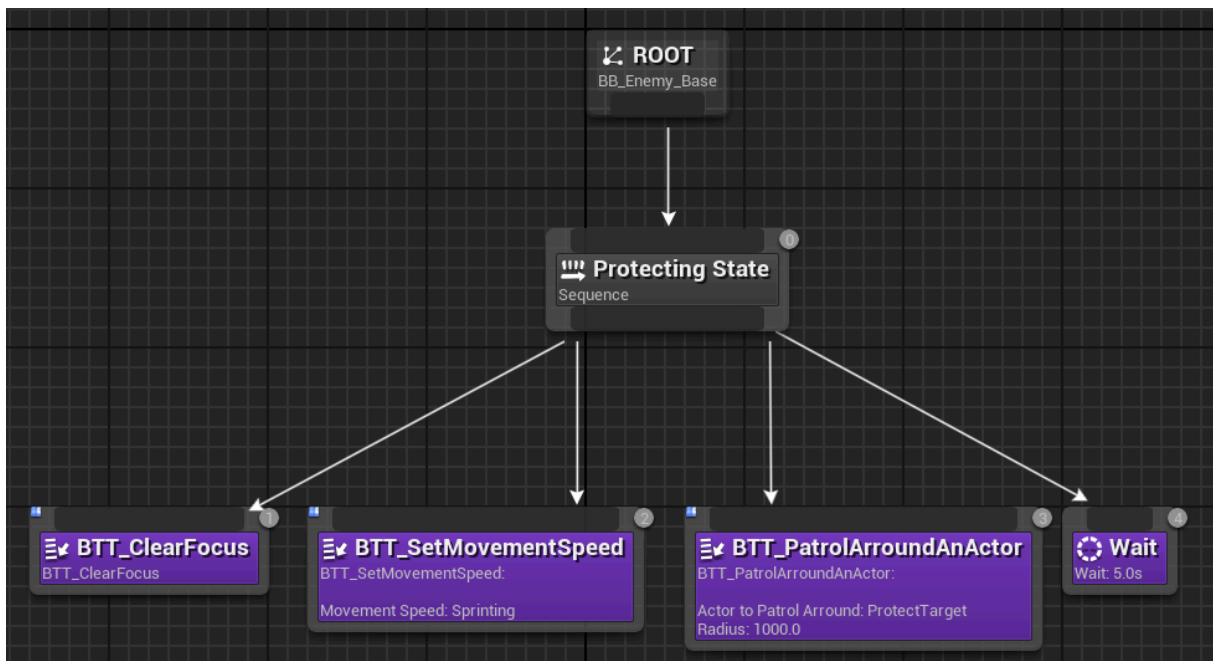 ROOT
BB_Enemy_Base
0
Protecting State
Sequence
1
BTT_ClearFocus
BTT_ClearFocus
2
BTT_SetMovementSpeed
BTT_SetMovementSpeed:
Movement Speed: Sprinting
3
BTT_PatrolArroundAnActor
BTT_PatrolArroundAnActor:
Actor to Patrol Arround: ProtectTarget
Radius: 1000.0
4
Wait
Wait: 5.0s